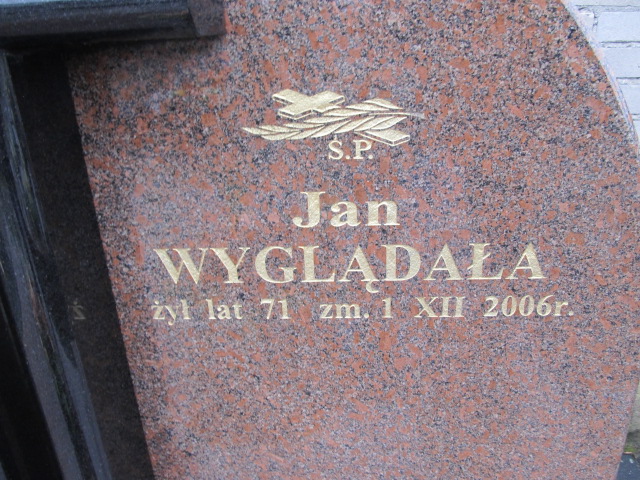 Ś.P.
Jan
WYGLĄDAŁA
żył lat 71 zm. 1 XII 2006r.